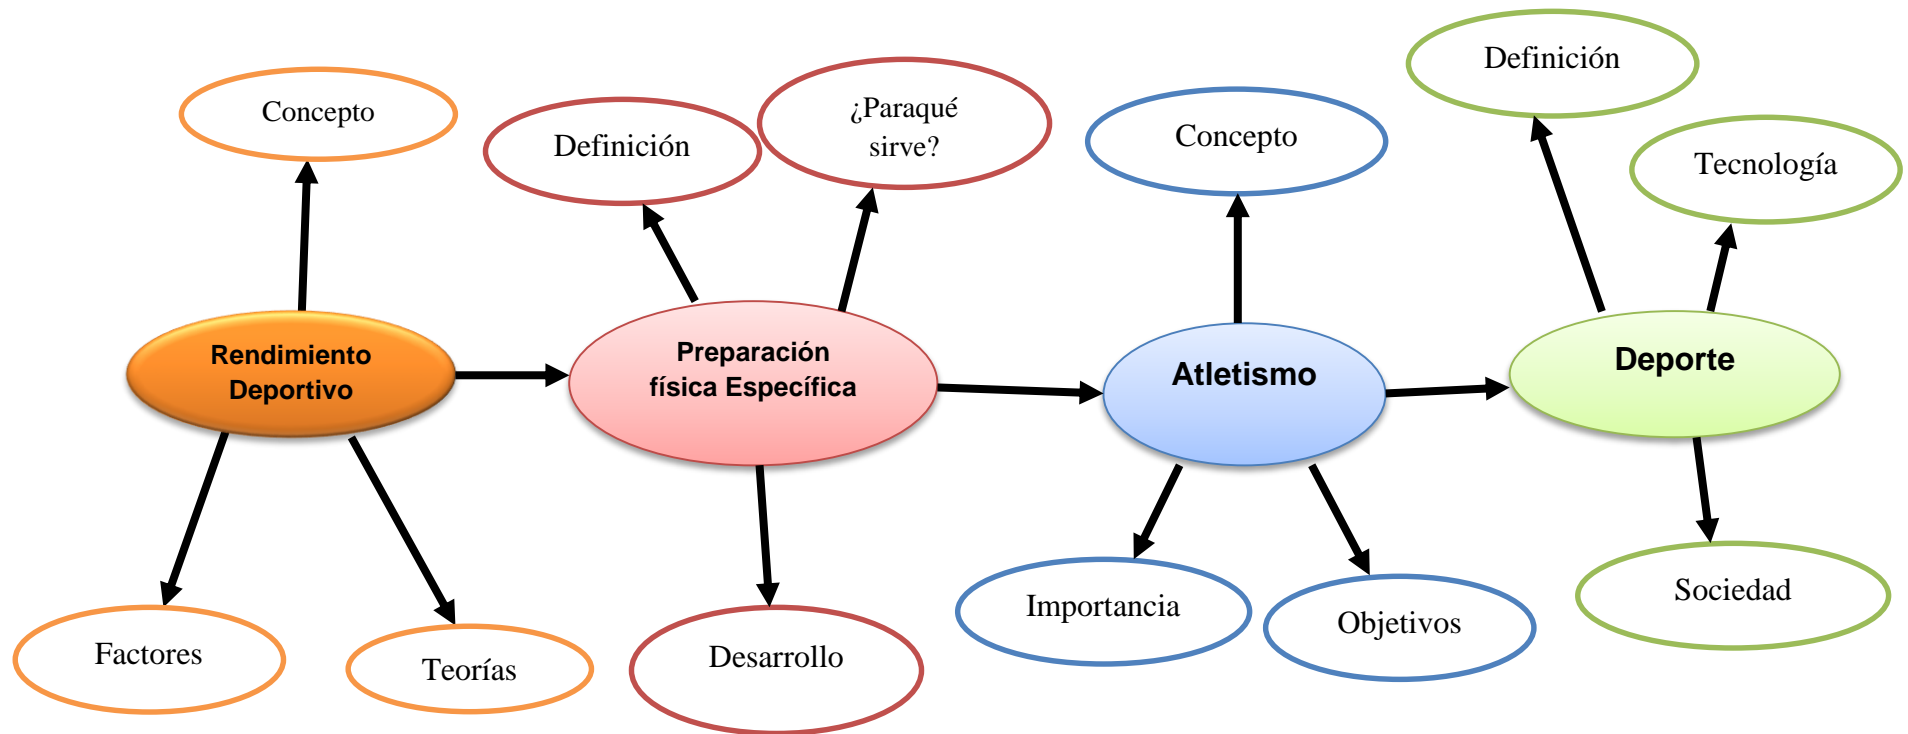 Concepto
Definición
¿Paraqué
sirve?
Concepto
Definición
Tecnología
Rendimiento
Deportivo
Preparación
física Específica
Atletismo
Deporte
Factores
Teorías
Desarrollo
Importancia
Objetivos
Sociedad